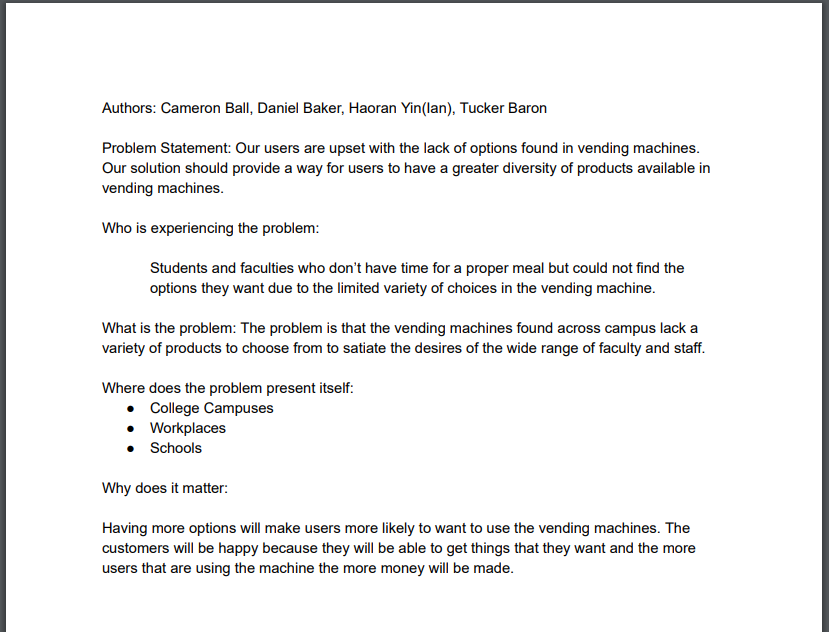 Authors: Cameron Ball, Daniel Baker, Haoran Yin(Ian), Tucker Baron
Problem Statement: Our users are upset with the lack of options found in vending machines.
Our solution should provide a way for users to have a greater diversity of products available in
vending machines.
Who is experiencing the problem:
Students and faculties who don't have time for a proper meal but could not find the
options they want due to the limited variety of choices in the vending machine.
What is the problem: The problem is that the vending machines found across campus lack a
variety of products to choose from to satiate the desires of the wide range of faculty and staff.
Where does the problem present itself:
● College Campuses
● Workplaces
● Schools
Why does it matter:
Having more options will make users more likely to want to use the vending machines. The
customers will be happy because they will be able to get things that they want and the more
users that are using the machine the more money will be made.